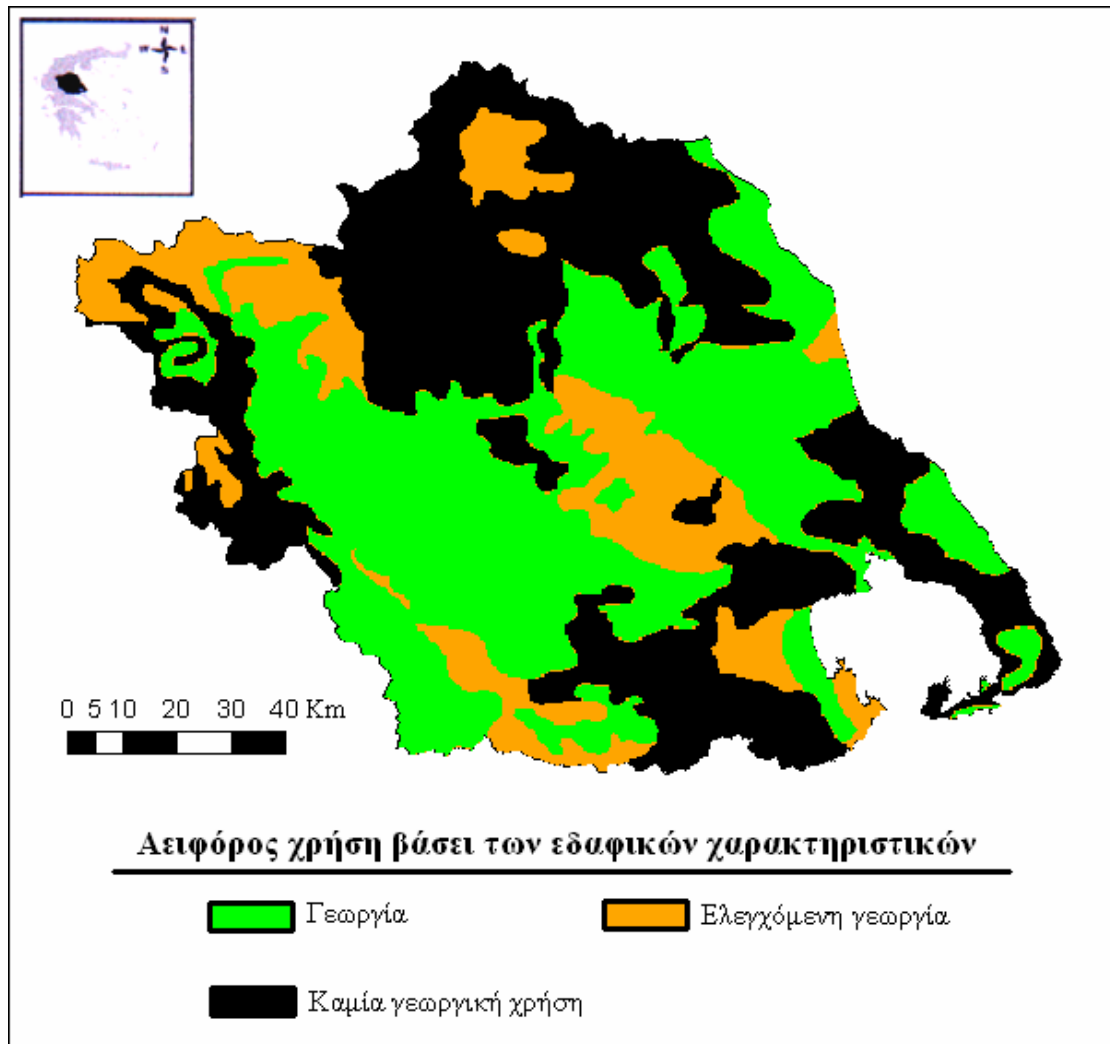 N
W E
S
0 5 10 20 30 40 Km
Αειφόρος χρήση βάσει των εδαφικών χαρακτηριστικών
Γεωργία
Ελεγχόμενη γεωργία
Καμία γεωργική χρήση